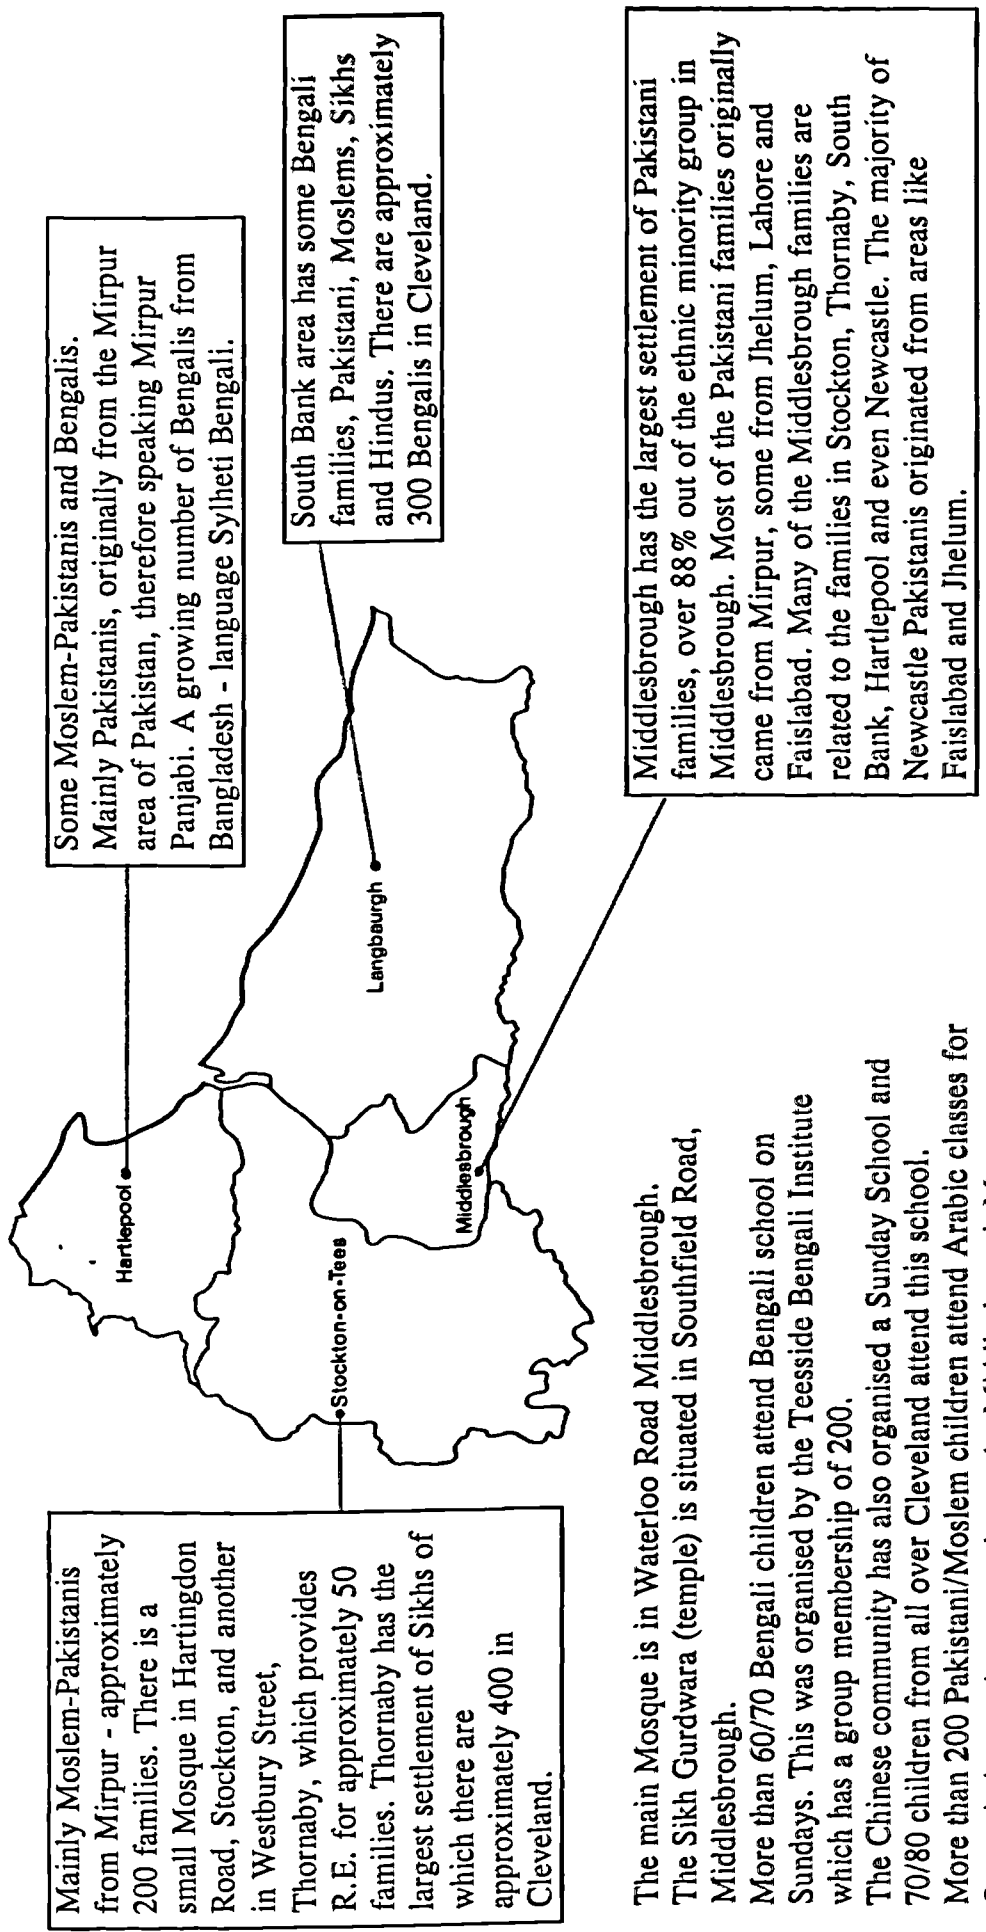 Mainly Moslem-Pakistanis
from Mirpur - approximately
200 families. There is a
small Mosque in Hartingdon
Road, Stockton, and another
in Westbury Street,
Thornaby, which provides
R.E. for approximately 50
families. Thornaby has the
largest settlement of Sikhs of
which there are
approximately 400 in
Cleveland.
Some Moslem-Pakistanis and Bengalis.
Mainly Pakistanis, originally from the Mirpur
area of Pakistan, therefore speaking Mirpur
Panjabi. A growing number of Bengalis from
Bangladesh - language Sylheti Bengali.
South Bank area has some Bengali
families, Pakistani, Moslems, Sikhs
and Hindus. There are approximately
300 Bengalis in Cleveland.
Hartlepool
Stockton-on-Tees
Langbaurgh
Middlesbrough
Middlesbrough has the largest settlement of Pakistani
families, over 88% out of the ethnic minority group in
Middlesbrough. Most of the Pakistani families originally
came from Mirpur, some from Jhelum, Lahore and
Faislabad. Many of the Middlesbrough families are
related to the families in Stockton, Thornaby, South
Bank, Hartlepool and even Newcastle. The majority of
Newcastle Pakistanis originated from areas like
Faislabad and Jhelum.
The main Mosque is in Waterloo Road Middlesbrough.
The Sikh Gurdwara (temple) is situated in Southfield Road,
Middlesbrough.
More than 60/70 Bengali children attend Bengali school on
Sundays. This was organised by the Teesside Bengali Institute
which has a group membership of 200.
The Chinese community has also organised a Sunday School and
70/80 children from all over Cleveland attend this school.
More than 200 Pakistani/Moslem children attend Arabic classes for